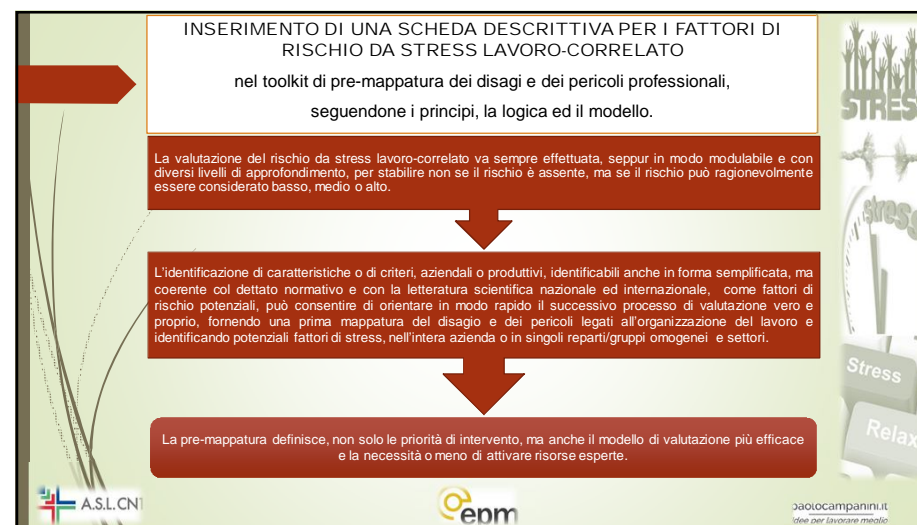 INSERIMENTO DI UNA SCHEDA DESCRITTIVA PER I FATTORI DI
RISCHIO DA STRESS LAVORO-CORRELATO
nel toolkit di pre-mappatura dei disagi e dei pericoli professionali,
seguendone i principi, la logica ed il modello.
STRES
La valutazione del rischio da stress lavoro-correlato va sempre effettuata, seppur in modo modulabile e con
diversi livelli di approfondimento, per stabilire non se il rischio è assente, ma se il rischio può ragionevolmente
essere considerato basso, medio o alto.
stress
L'identificazione di caratteristiche o di criteri, aziendali o produttivi, identificabili anche in forma semplificata, ma
coerente col dettato normativo e con la letteratura scientifica nazionale ed internazionale, come fattori di
rischio potenziali, può consentire di orientare in modo rapido il successivo processo di valutazione vero e
proprio, fornendo una prima mappatura del disagio e dei pericoli legati all'organizzazione del lavoro e
identificando potenziali fattori di stress, nell'intera azienda o in singoli reparti/gruppi omogenei e settori.
Stress
Relax
La pre-mappatura definisce, non solo le priorità di intervento, ma anche il modello di valutazione più efficace
e la necessità o meno di attivare risorse esperte.
A.S.L. CN1
epm
paolocampanini.it
idee per lavorare meglio